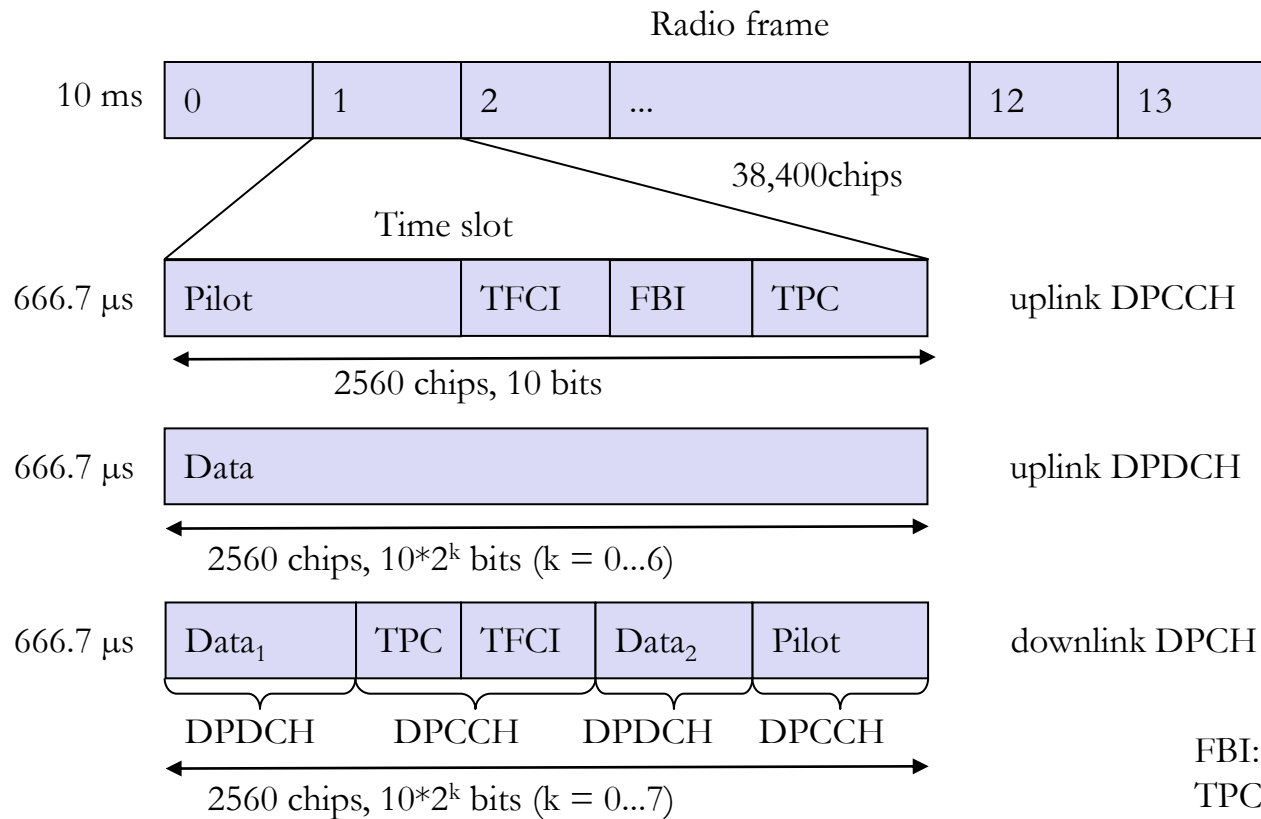 Radio frame
10 ms 0 1 2 ... 12 13
38,400chips
Time slot
666.7 μs Pilot TFCI FBI TPC uplink DPCCH
2560 chips, 10 bits
666.7 μs Data uplink DPDCH
2560 chips, 10*2ᵏ bits (k = 0...6)
666.7 μs Data₁ TPC TFCI Data₂ Pilot downlink DPCH
DPDCH DPCCH DPDCH DPCCH
FBI:
2560 chips, 10*2ᵏ bits (k = 0...7)
TPC